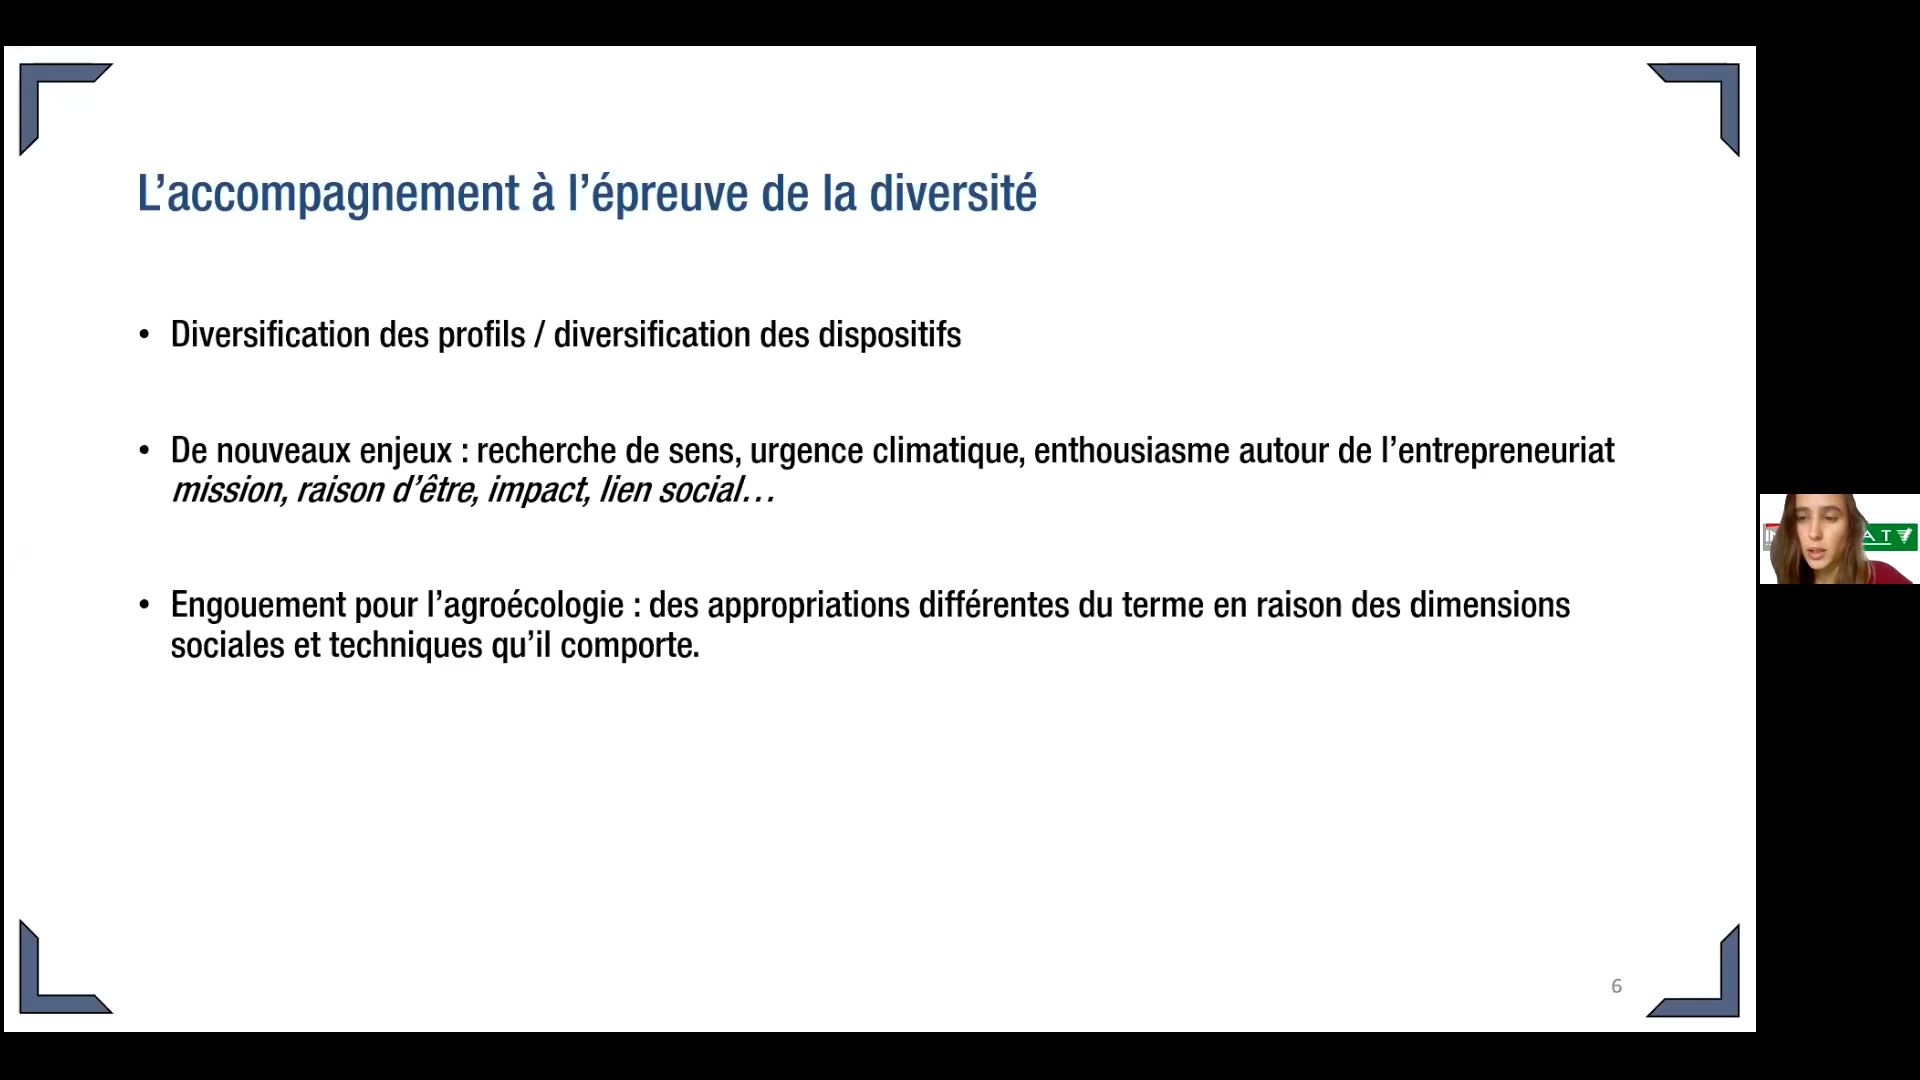 L’accompagnement à l’épreuve de la diversité
• Diversification des profils / diversification des dispositifs
• De nouveaux enjeux : recherche de sens, urgence climatique, enthousiasme autour de l’entrepreneuriat
mission, raison d’être, impact, lien social…
• Engouement pour l’agroécologie : des appropriations différentes du terme en raison des dimensions
sociales et techniques qu’il comporte.
6